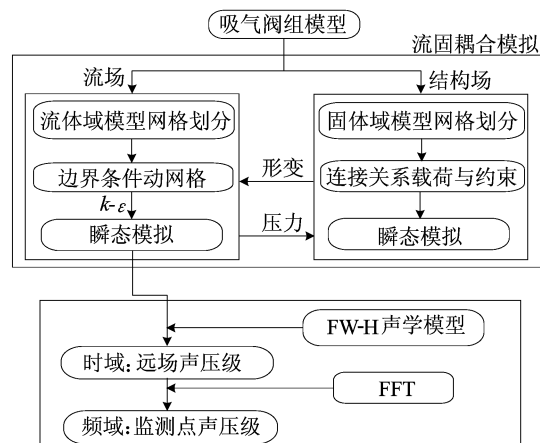 吸气阀组模型
流固耦合模拟
流场
结构场
流体域模型网格划分
固体域模型网格划分
边界条件动网格
形变
连接关系载荷与约束
k-ε
瞬态模拟
压力
瞬态模拟
FW-H声学模型
时域:远场声压级
FFT
频域:监测点声压级